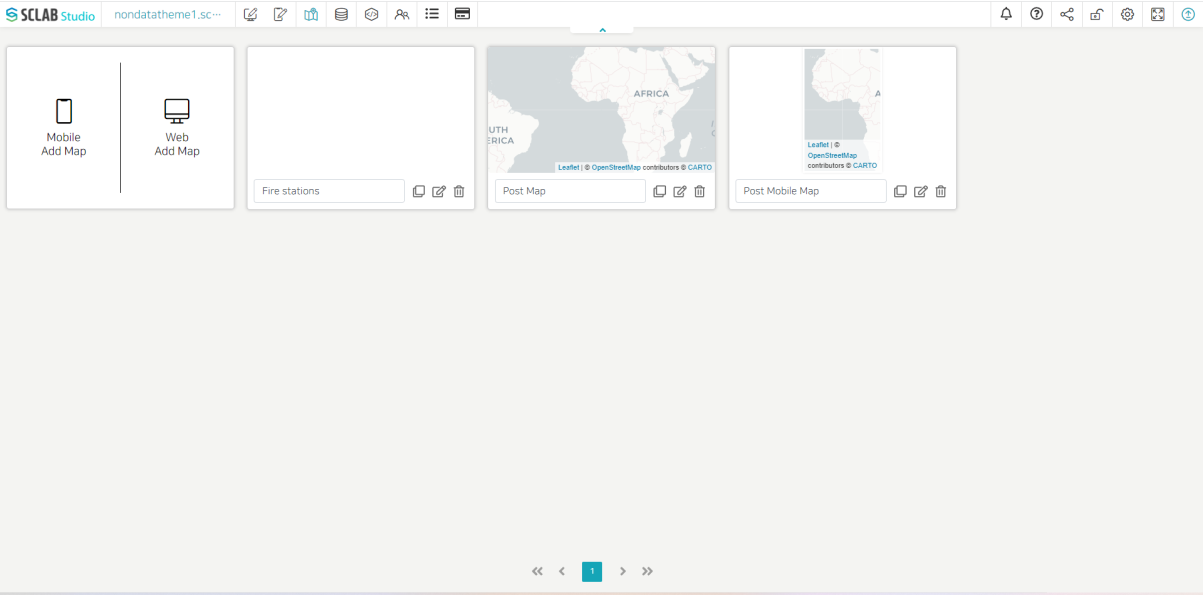 SCLAB Studio
nondatatheme1.sc···
Mobile
Add Map
Web
Add Map
Fire stations
AFRICA
UTH
ERICA
Leaflet | © OpenStreetMap contributors © CARTO
Post Map
A
Leaflet | ©
OpenStreetMap
contributors © CARTO
Post Mobile Map
1